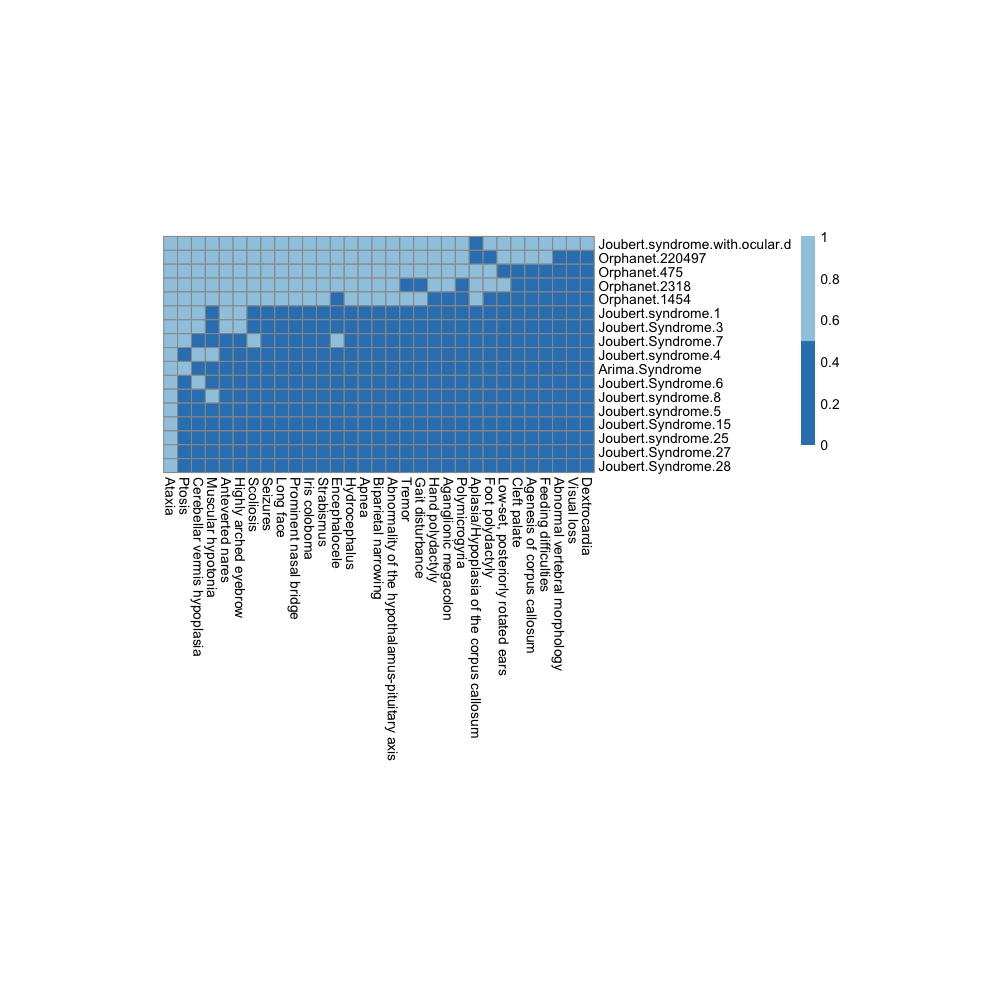 Joubert.syndrome.with.ocular.d
Orphanet.220497
Orphanet.475
Orphanet.2318
Orphanet.1454
Joubert.syndrome.1
Joubert.Syndrome.3
Joubert.Syndrome.7
Joubert.syndrome.4
Arima.Syndrome
Joubert.Syndrome.6
Joubert.syndrome.8
Joubert.syndrome.5
Joubert.Syndrome.15
Joubert.syndrome.25
Joubert.Syndrome.27
Joubert.Syndrome.28
1
0.8
0.6
0.4
0.2
0
Ataxia
Ptosis
Cerebellar vermis hypoplasia
Muscular hypotonia
Anteverted nares
Highly arched eyebrow
Scoliosis
Seizures
Long face
Prominent nasal bridge
Iris coloboma
Strabismus
Encephalocele
Hydrocephalus
Apnea
Biparietal narrowing
Abnormality of the hypothalamus-pituitary axis
Tremor
Gait disturbance
Hand polydactyly
Aganglionic megacolon
Polymicrogyria
Aplasia/Hypoplasia of the corpus callosum
Foot polydactyly
Low-set, posteriorly rotated ears
Cleft palate
Agenesis of corpus callosum
Feeding difficulties
Abnormal vertebral morphology
Visual loss
Dextrocardia